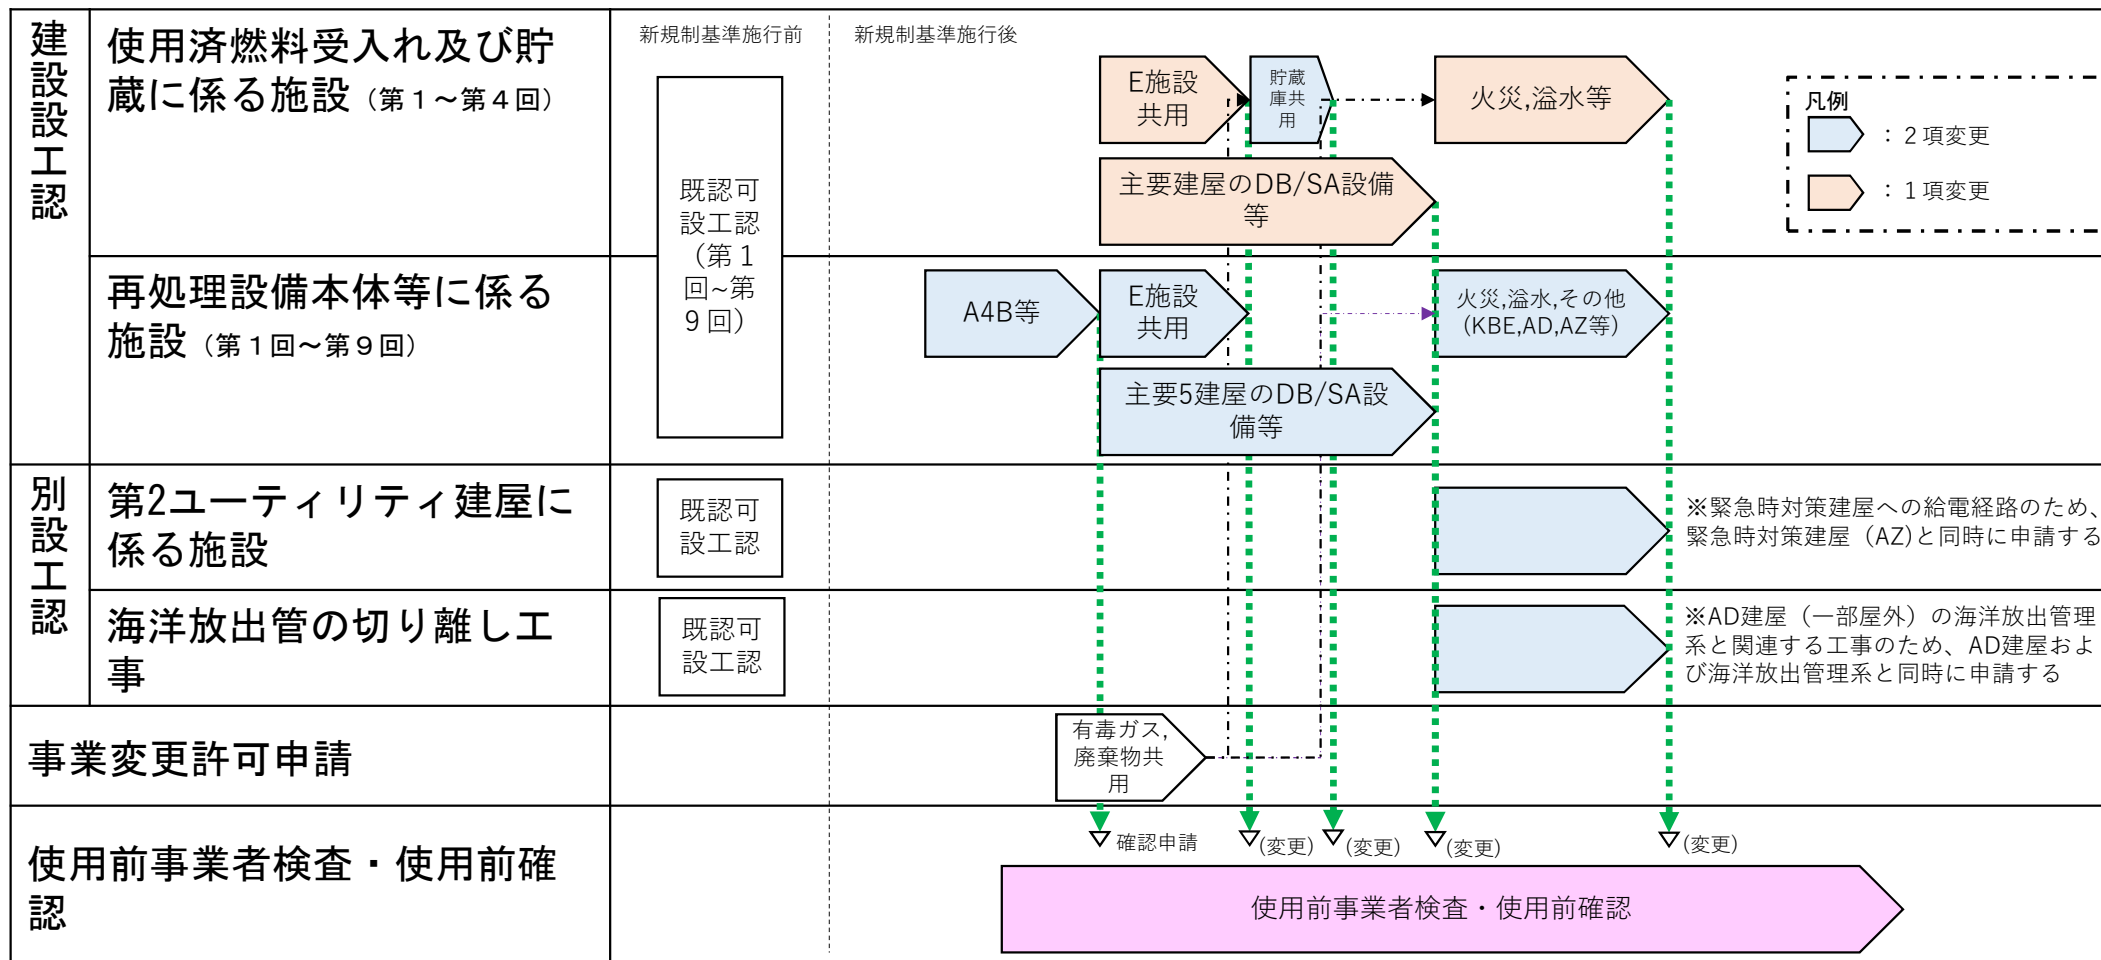 建設設工認
使用済燃料受入れ及び貯
蔵に係る施設（第１～第４回）
新規制基準施行前
新規制基準施行後
既認可
設工認
（第１
回~第
９回）
E施設
共用
貯蔵
庫共
用
火災,溢水等
主要建屋のDB/SA設備
等
凡例
：２項変更
：１項変更
再処理設備本体等に係る
施設（第１回～第９回）
A4B等
E施設
共用
火災,溢水,その他
（KBE,AD,AZ等）
主要5建屋のDB/SA設
備等
別設工認
第2ユーティリティ建屋に
係る施設
既認可
設工認
※緊急時対策建屋への給電経路のため、
緊急時対策建屋（AZ)と同時に申請する
海洋放出管の切り離し工
事
既認可
設工認
※AD建屋（一部屋外）の海洋放出管理
系と関連する工事のため、AD建屋およ
び海洋放出管理系と同時に申請する
事業変更許可申請
有毒ガス,
廃棄物共
用
使用前事業者検査・使用前確
認
確認申請
(変更)
(変更)
(変更)
(変更)
使用前事業者検査・使用前確認